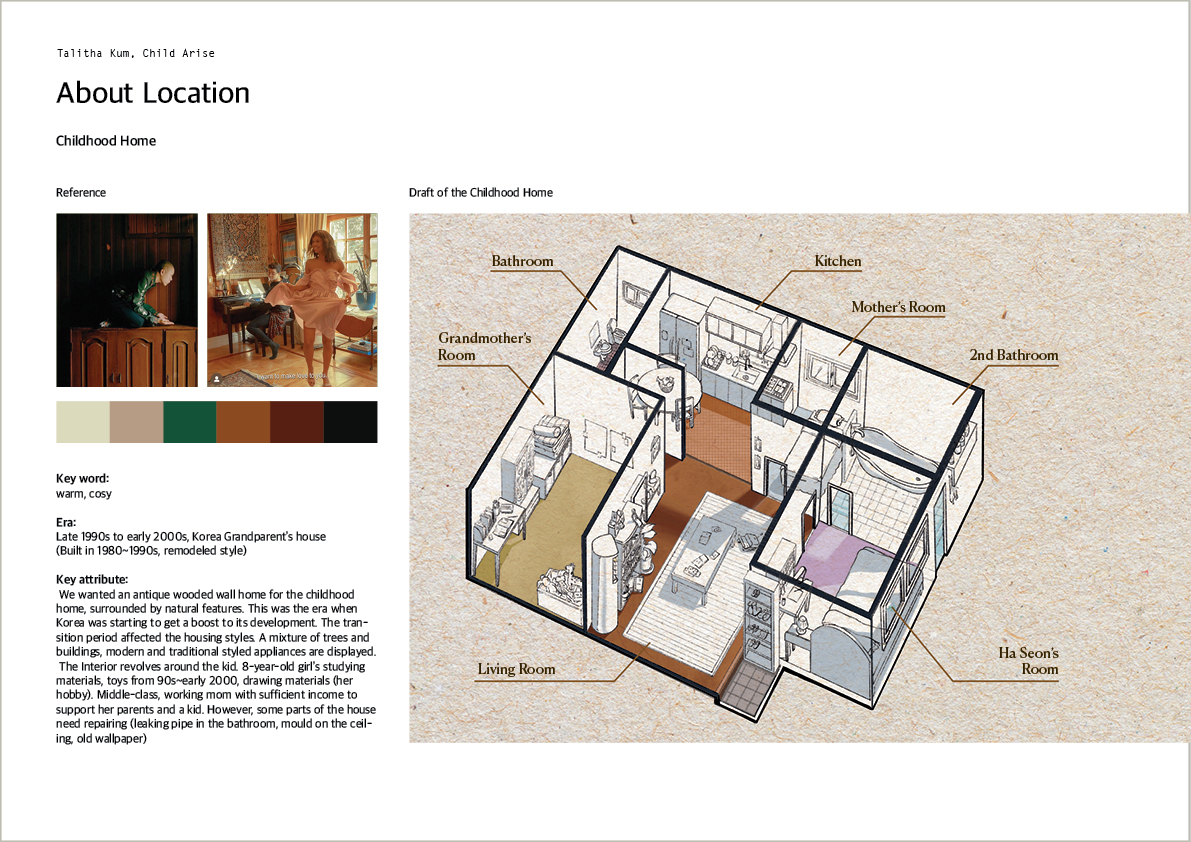 Talitha Kum, Child Arise
About Location
Childhood Home
Reference
Draft of the Childhood Home
Bathroom
Kitchen
Mother's Room
Grandmother's
Room
2nd Bathroom
Living Room
Ha Seon's
Room
Key word:
warm, cosy
Era:
Late 1990s to early 2000s, Korea Grandparent's house
(Built in 1980~1990s, remodeled style)
Key attribute:
We wanted an antique wooded wall home for the childhood
home, surrounded by natural features. This was the era when
Korea was starting to get a boost to its development. The tran-
sition period affected the housing styles. A mixture of trees and
buildings, modern and traditional styled appliances are displayed.
The Interior revolves around the kid. 8-year-old girl's studying
materials, toys from 90s~early 2000, drawing materials (her
hobby). Middle-class, working mom with sufficient income to
support her parents and a kid. However, some parts of the house
need repairing (leaking pipe in the bathroom, mould on the ceil-
ing, old wallpaper)